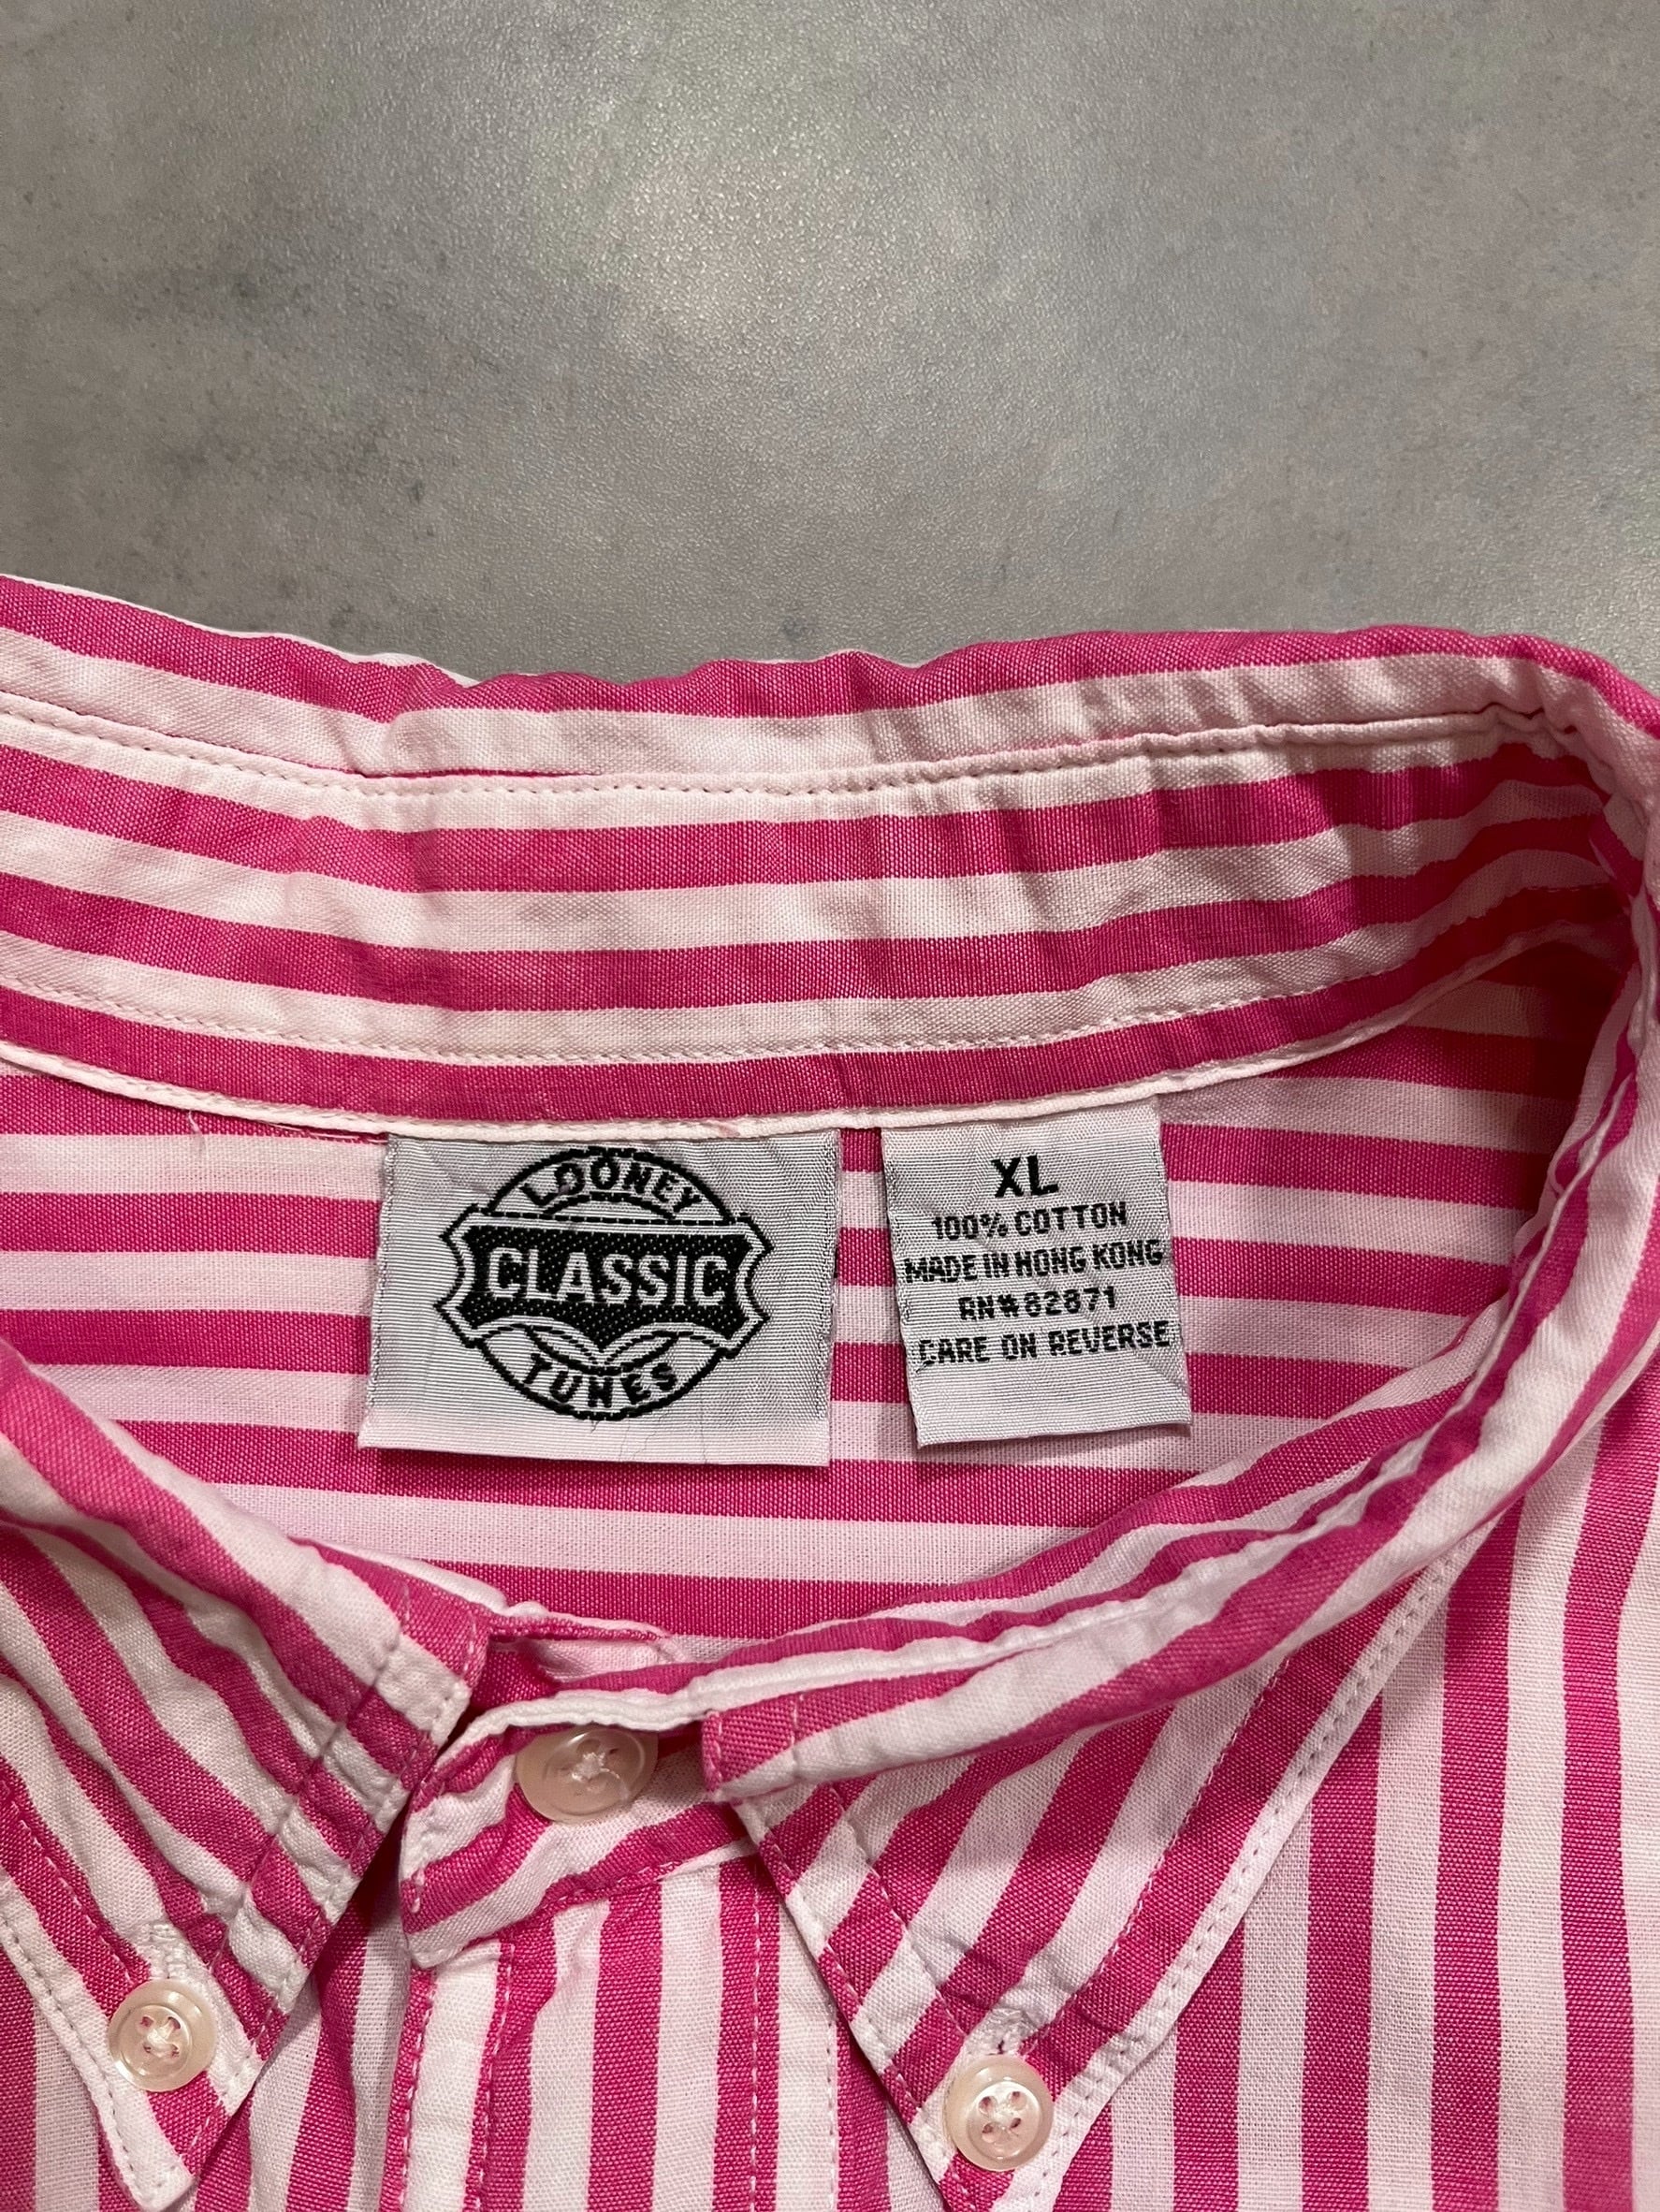 LOONEY
CLASSIC
TUNES
XL
100% COTTON
MADE IN HONG KONG
RN#82871
CARE ON REVERSE